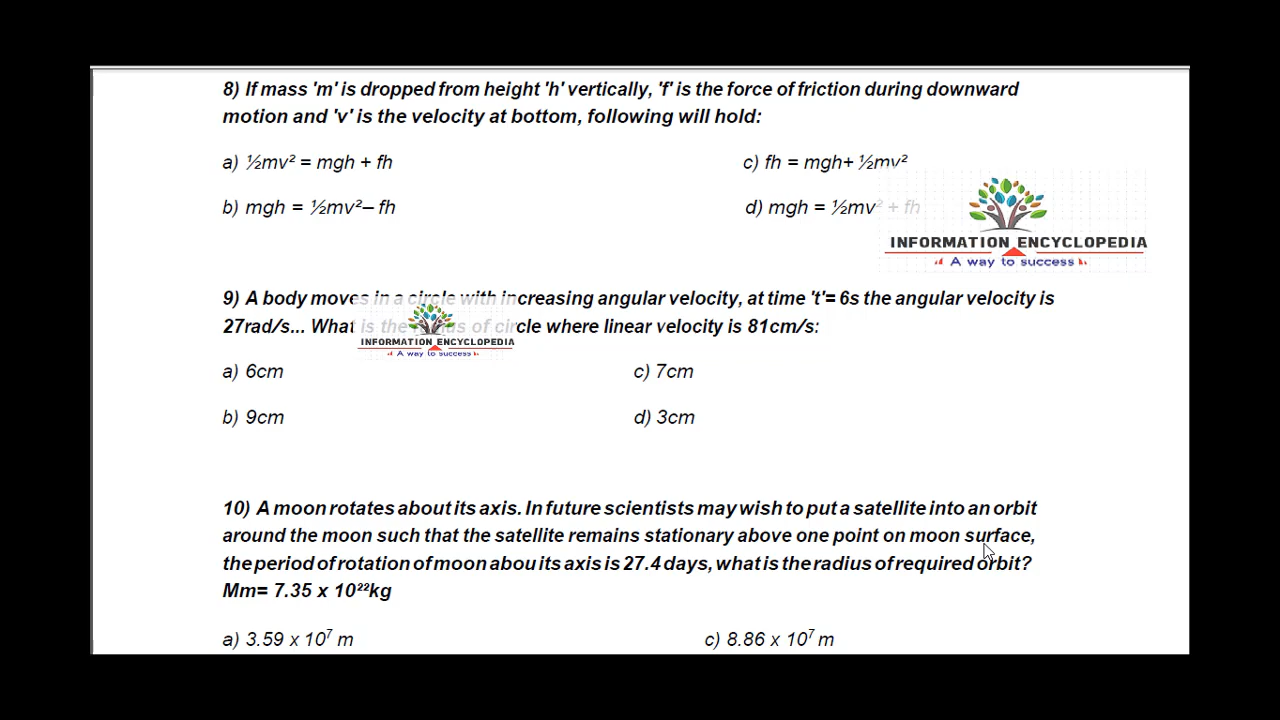 8) If mass 'm' is dropped from height 'h' vertically, 'f' is the force of friction during downward
motion and 'v' is the velocity at bottom, following will hold:
a) ½mv² = mgh + fh
c) fh = mgh+ ½mv²
b) mgh = ½mv²– fh
d) mgh = ½mv² + fh
INFORMATION ENCYCLOPEDIA
A way to success
9) A body moves in a circle with increasing angular velocity, at time 't'= 6s the angular velocity is
27rad/s... What is the radius of circle where linear velocity is 81cm/s:
INFORMATION ENCYCLOPEDIA
A way to success
a) 6cm
c) 7cm
b) 9cm
d) 3cm
10) A moon rotates about its axis. In future scientists may wish to put a satellite into an orbit
around the moon such that the satellite remains stationary above one point on moon surface,
the period of rotation of moon abou its axis is 27.4 days, what is the radius of required orbit?
Mm= 7.35 x 10²²kg
a) 3.59 x 10⁷ m
c) 8.86 x 10⁷ m